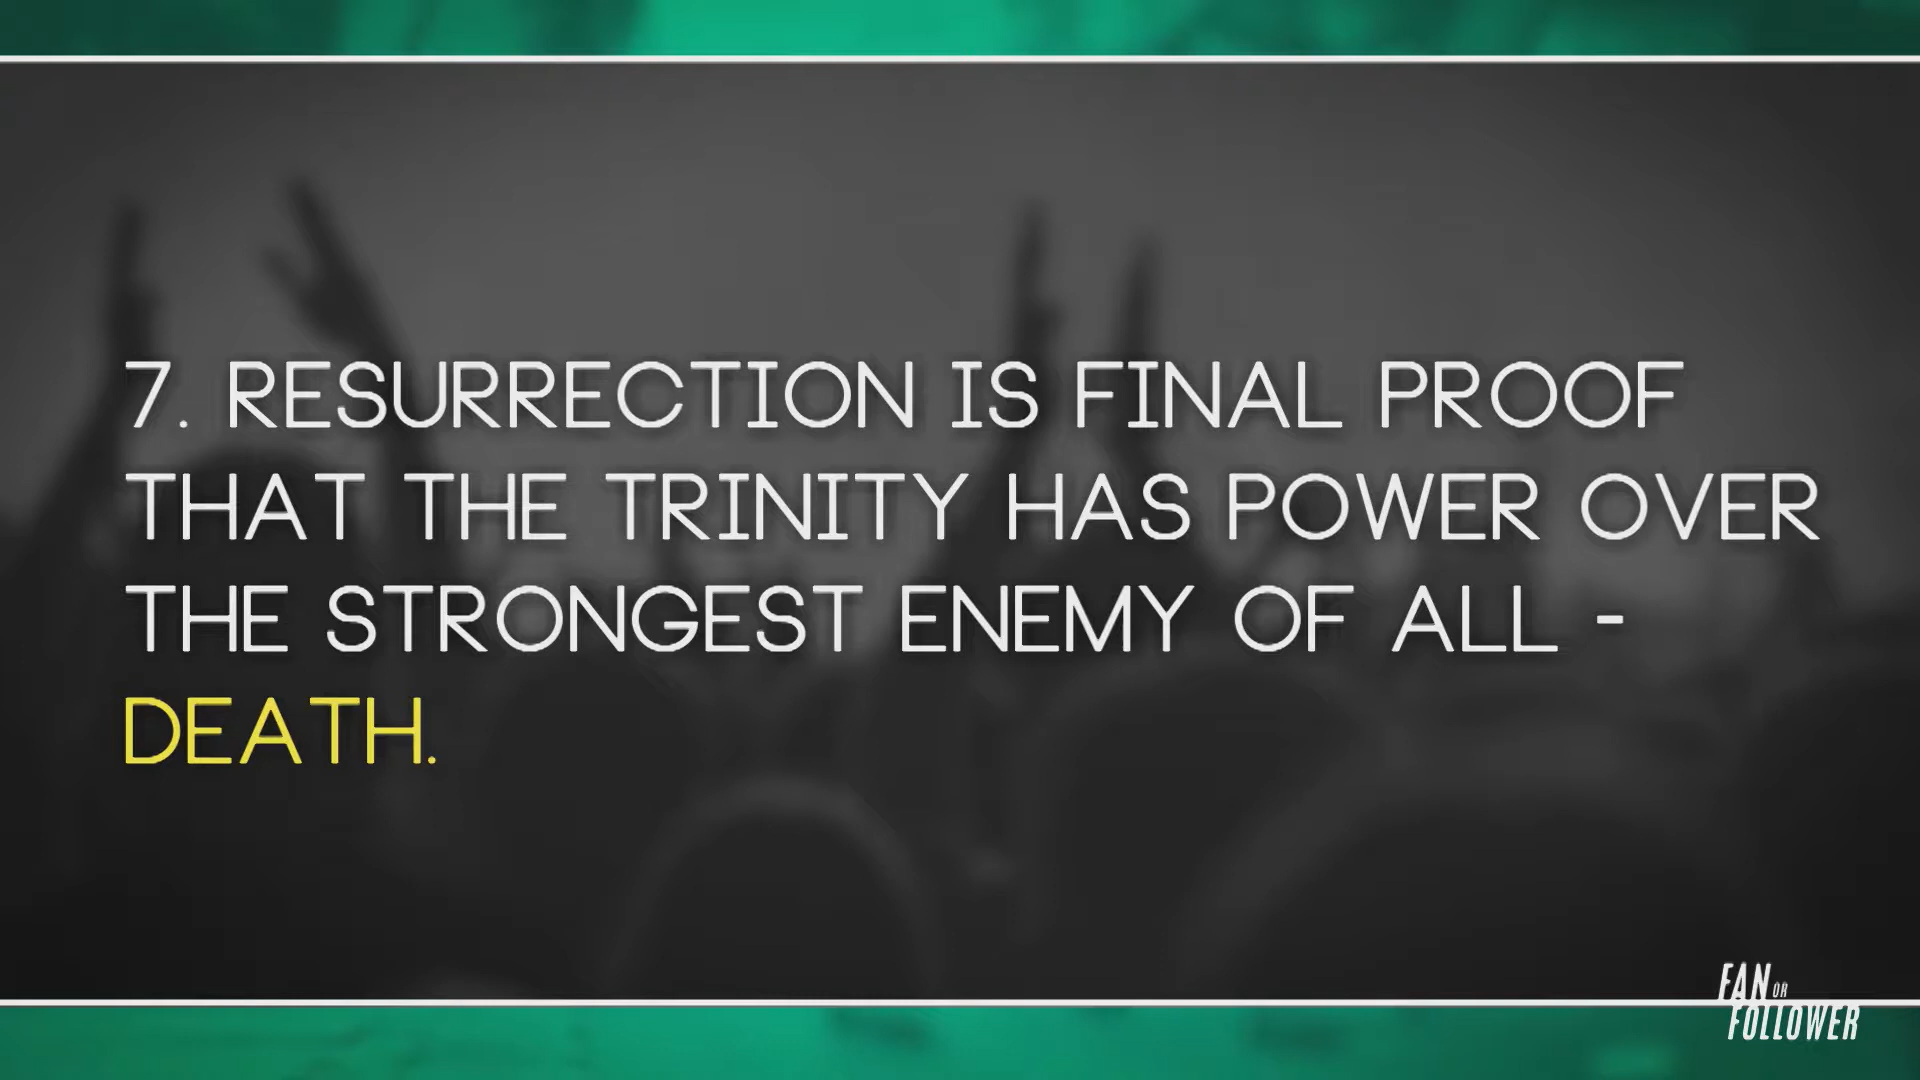 7. RESURRECTION IS FINAL PROOF
THAT THE TRINITY HAS POWER OVER
THE STRONGEST ENEMY OF ALL -
DEATH.
FAN OR
FOLLOWER